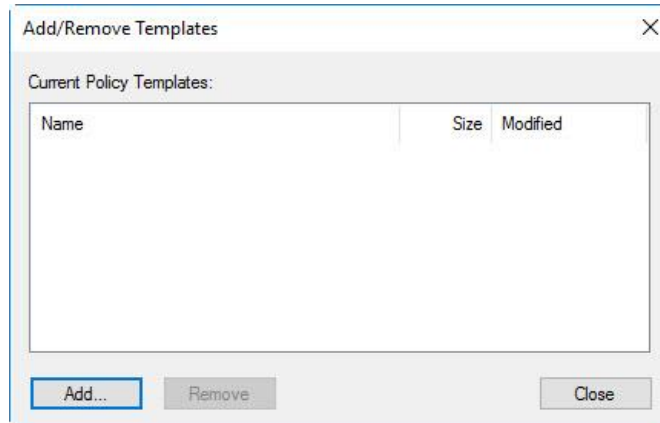 Add/Remove Templates
Current Policy Templates:
Name Size Modified
Add... Remove Close